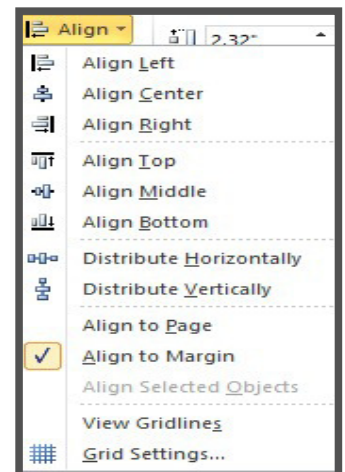 Align
2.32"
Align Left
Align Center
Align Right
Align Top
Align Middle
Align Bottom
Distribute Horizontally
Distribute Vertically
Align to Page
Align to Margin
Align Selected Objects
View Gridlines
Grid Settings...